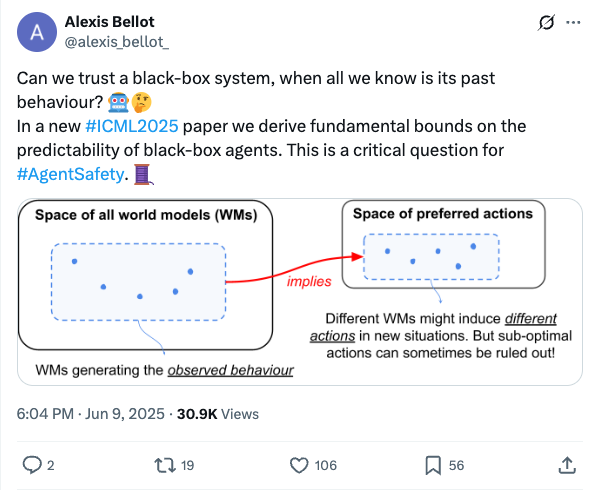 Alexis Bellot
@alexis_bellot_
Can we trust a black-box system, when all we know is its past
behaviour? 🤖🤔
In a new #ICML2025 paper we derive fundamental bounds on the
predictability of black-box agents. This is a critical question for
#AgentSafety. 🧵
Space of all world models (WMs)
WMs generating the observed behaviour
implies
Space of preferred actions
Different WMs might induce different
actions in new situations. But sub-optimal
actions can sometimes be ruled out!
6:04 PM · Jun 9, 2025 · 30.9K Views
2 19 106 56